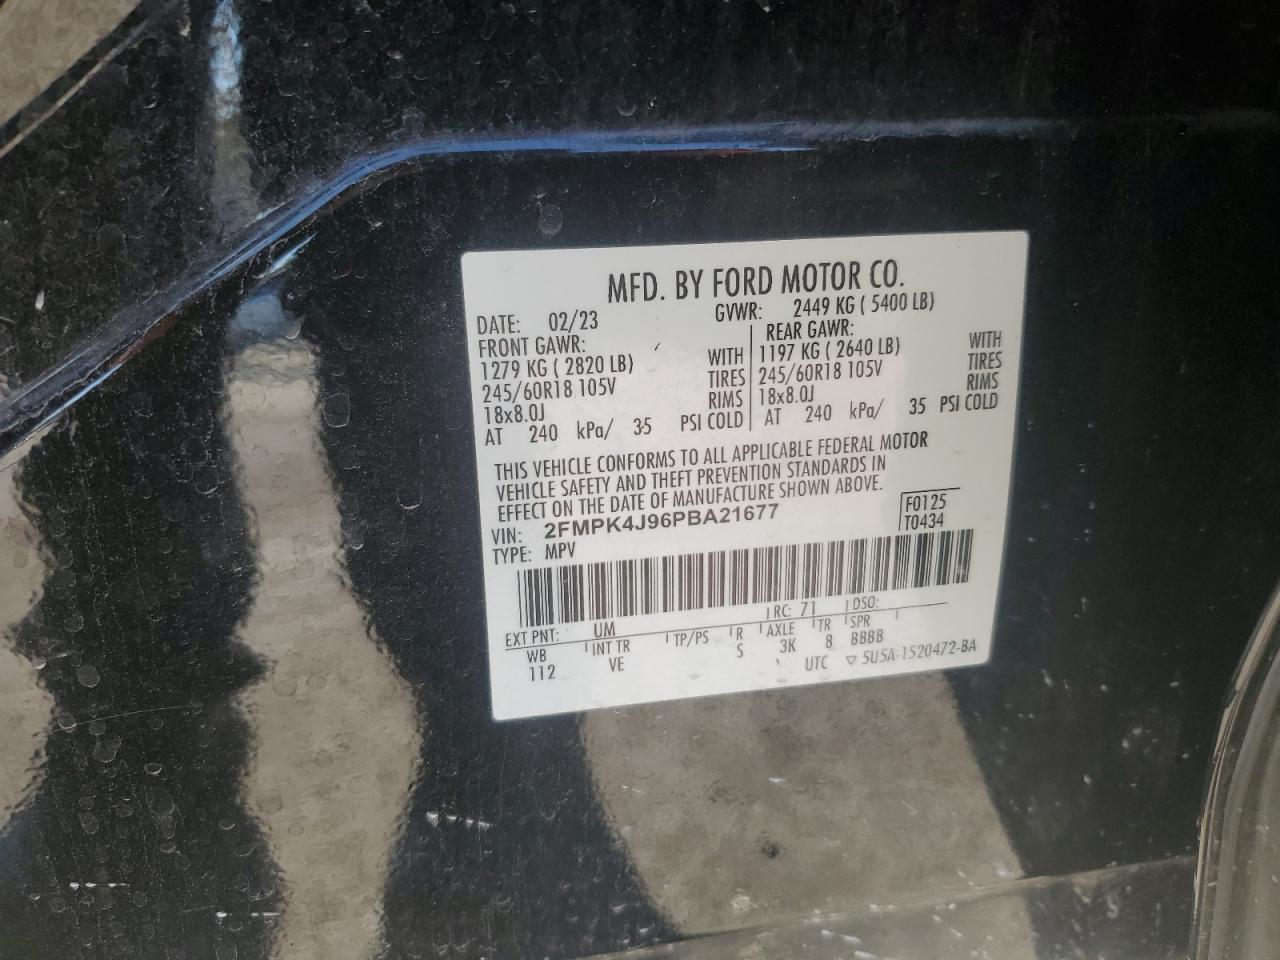 MFD. BY FORD MOTOR CO.
DATE: 02/23 GVWR: 2449 KG ( 5400 LB)
FRONT GAWR: REAR GAWR:
1279 KG ( 2820 LB) WITH 1197 KG ( 2640 LB) WITH
245/60R18 105V TIRES 245/60R18 105V TIRES
18x8.0J RIMS 18x8.0J RIMS
AT 240 kPa/ 35 PSI COLD AT 240 kPa/ 35 PSI COLD
THIS VEHICLE CONFORMS TO ALL APPLICABLE FEDERAL MOTOR
VEHICLE SAFETY AND THEFT PREVENTION STANDARDS IN
EFFECT ON THE DATE OF MANUFACTURE SHOWN ABOVE.
VIN: 2FMPK4J96PBA21677 F0125
TYPE: MPV T0434
EXT PNT: UM RC: 71 DSO:
WB INT TR TP/PS R AXLE TR SPR
112 VE S 3K 8 BBBB
UTC ▽ 5U5A-1520472-BA